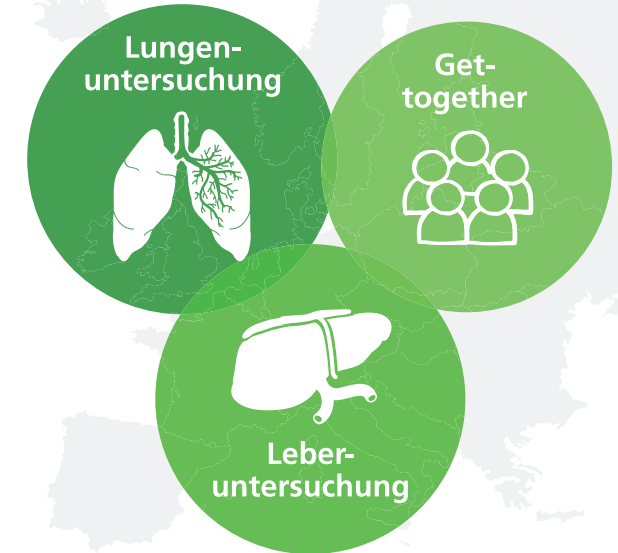 Lungen-
untersuchung
Get-
together
Leber-
untersuchung